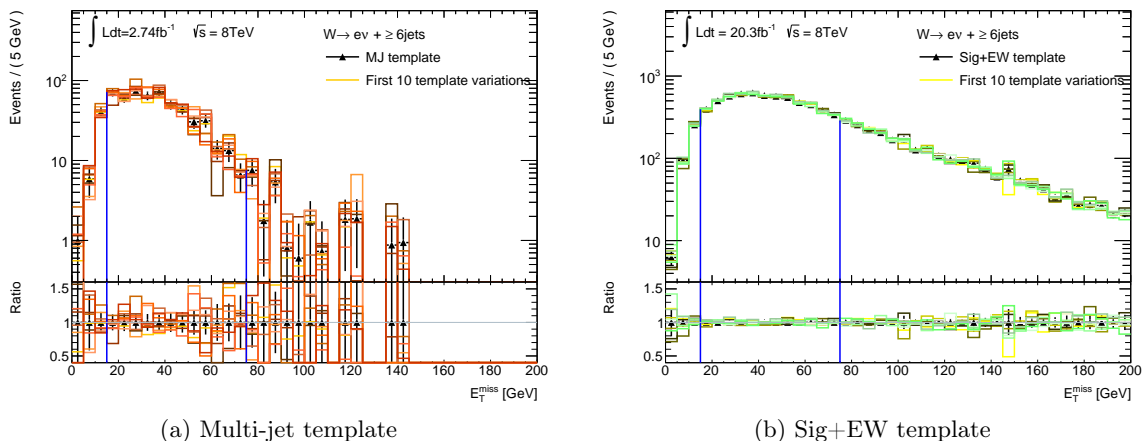 ∫ Ldt=2.74fb⁻¹ √s = 8TeV
W→ eν + ≥ 6jets
MJ template
First 10 template variations
Events / ( 5 GeV )
10²
10
1
Ratio
1.5
1
0.5
0 20 40 60 80 100 120 140 160 180 200
E_T^miss [GeV]
(a) Multi-jet template
∫ Ldt = 20.3fb⁻¹ √s = 8TeV
W→ eν + ≥ 6jets
Sig+EW template
First 10 template variations
Events / ( 5 GeV )
10³
10²
10
Ratio
1.5
1
0.5
0 20 40 60 80 100 120 140 160 180 200
E_T^miss [GeV]
(b) Sig+EW template